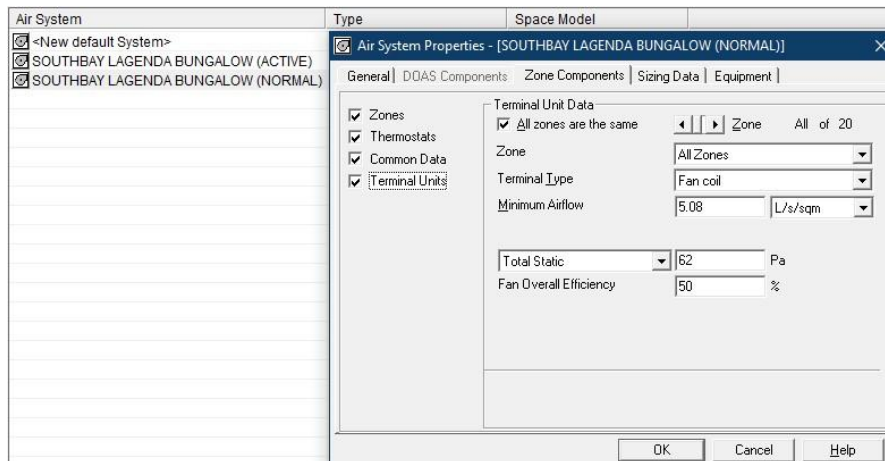 Air System Type Space Model
<New default System>
SOUTHBAY LAGENDA BUNGALOW (ACTIVE)
SOUTHBAY LAGENDA BUNGALOW (NORMAL)
Air System Properties - [SOUTHBAY LAGENDA BUNGALOW (NORMAL)]
General DOAS Components Zone Components Sizing Data Equipment
Zones
Thermostats
Common Data
Terminal Units
Terminal Unit Data
All zones are the same Zone All of 20
Zone All Zones
Terminal Type Fan coil
Minimum Airflow 5.08 L/s/sqm
Total Static 62 Pa
Fan Overall Efficiency 50 %
OK Cancel Help